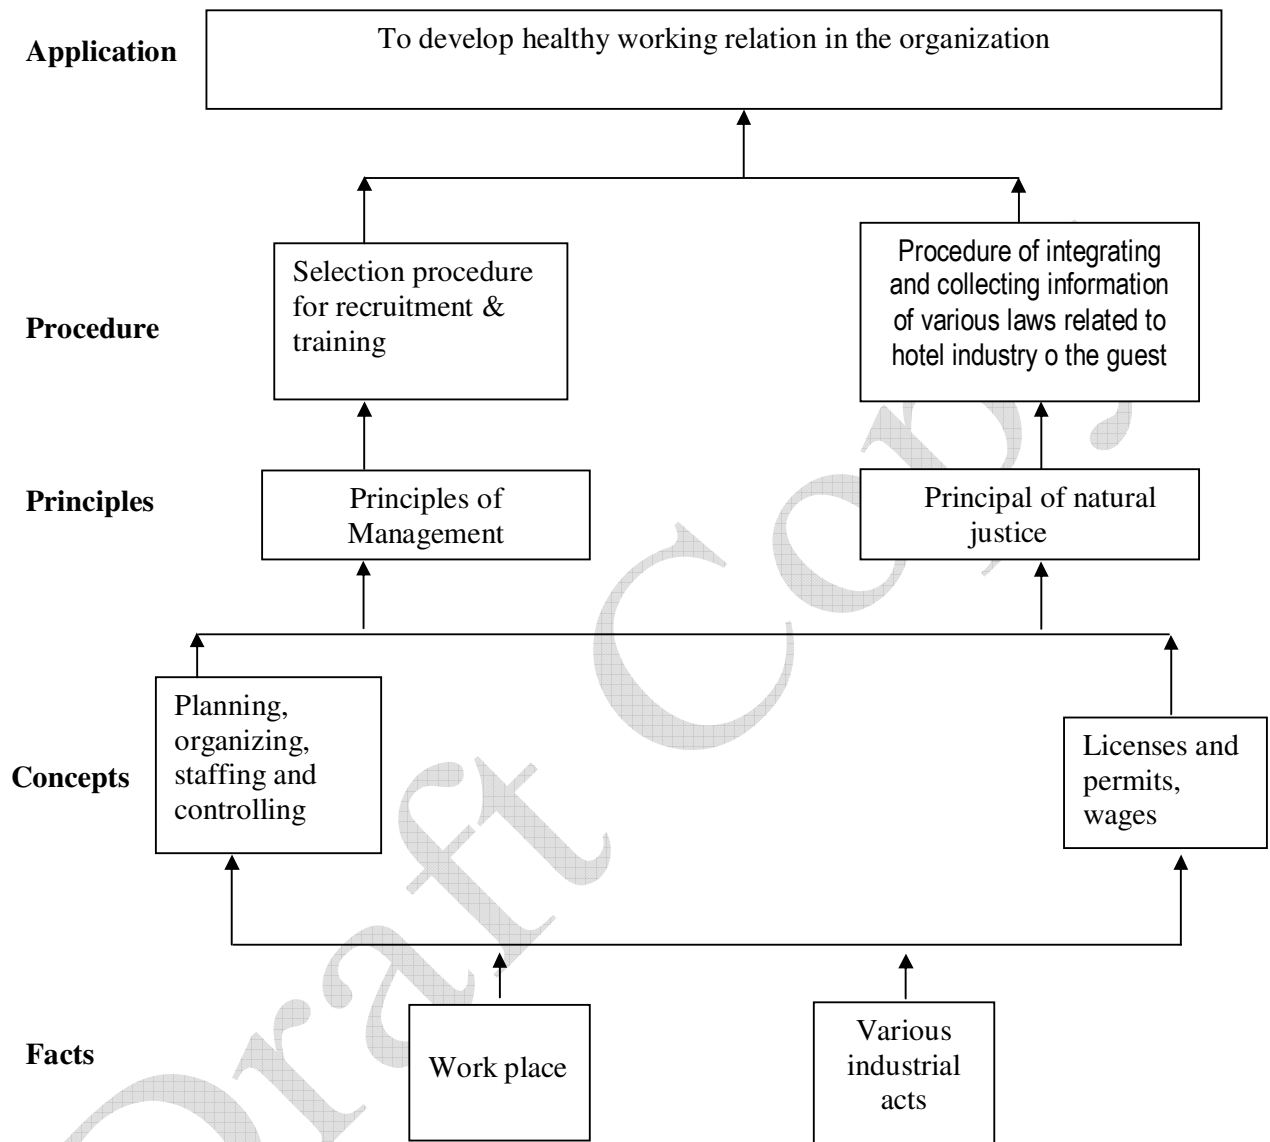 Application
To develop healthy working relation in the organization
Procedure
Selection procedure
for recruitment &
training
Procedure of integrating
and collecting information
of various laws related to
hotel industry o the guest
Principles
Principles of
Management
Principal of natural
justice
Concepts
Planning,
organizing,
staffing and
controlling
Licenses and
permits,
wages
Facts
Work place
Various
industrial
acts
Draft Copy